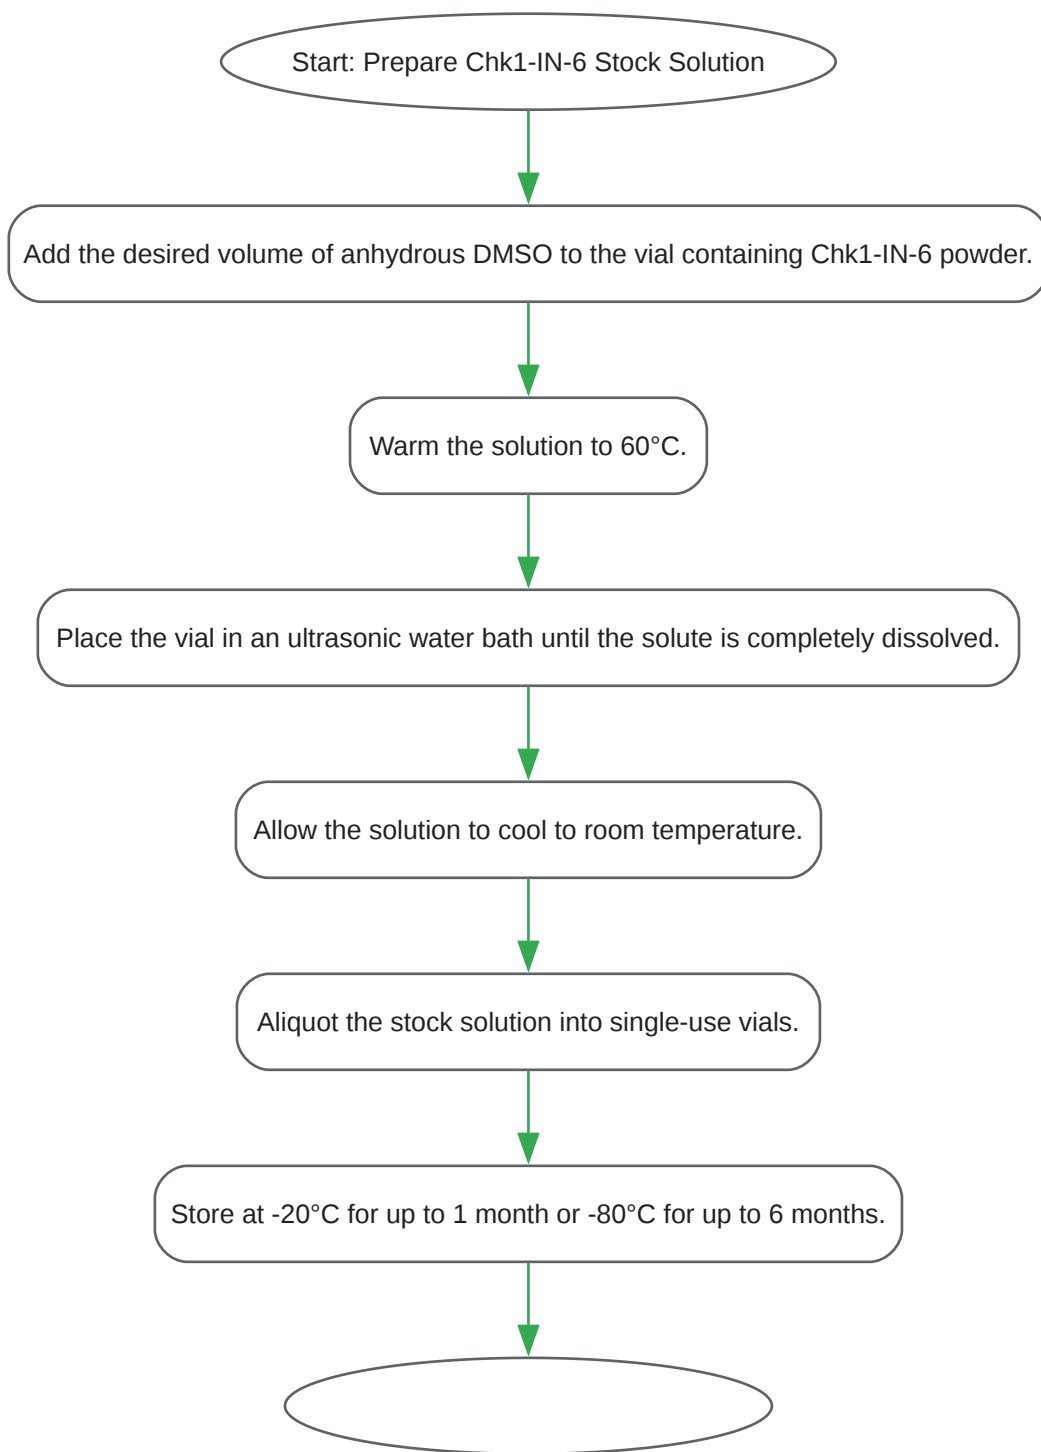 Start: Prepare Chk1-IN-6 Stock Solution
Add the desired volume of anhydrous DMSO to the vial containing Chk1-IN-6 powder.
Warm the solution to 60°C.
Place the vial in an ultrasonic water bath until the solute is completely dissolved.
Allow the solution to cool to room temperature.
Aliquot the stock solution into single-use vials.
Store at -20°C for up to 1 month or -80°C for up to 6 months.